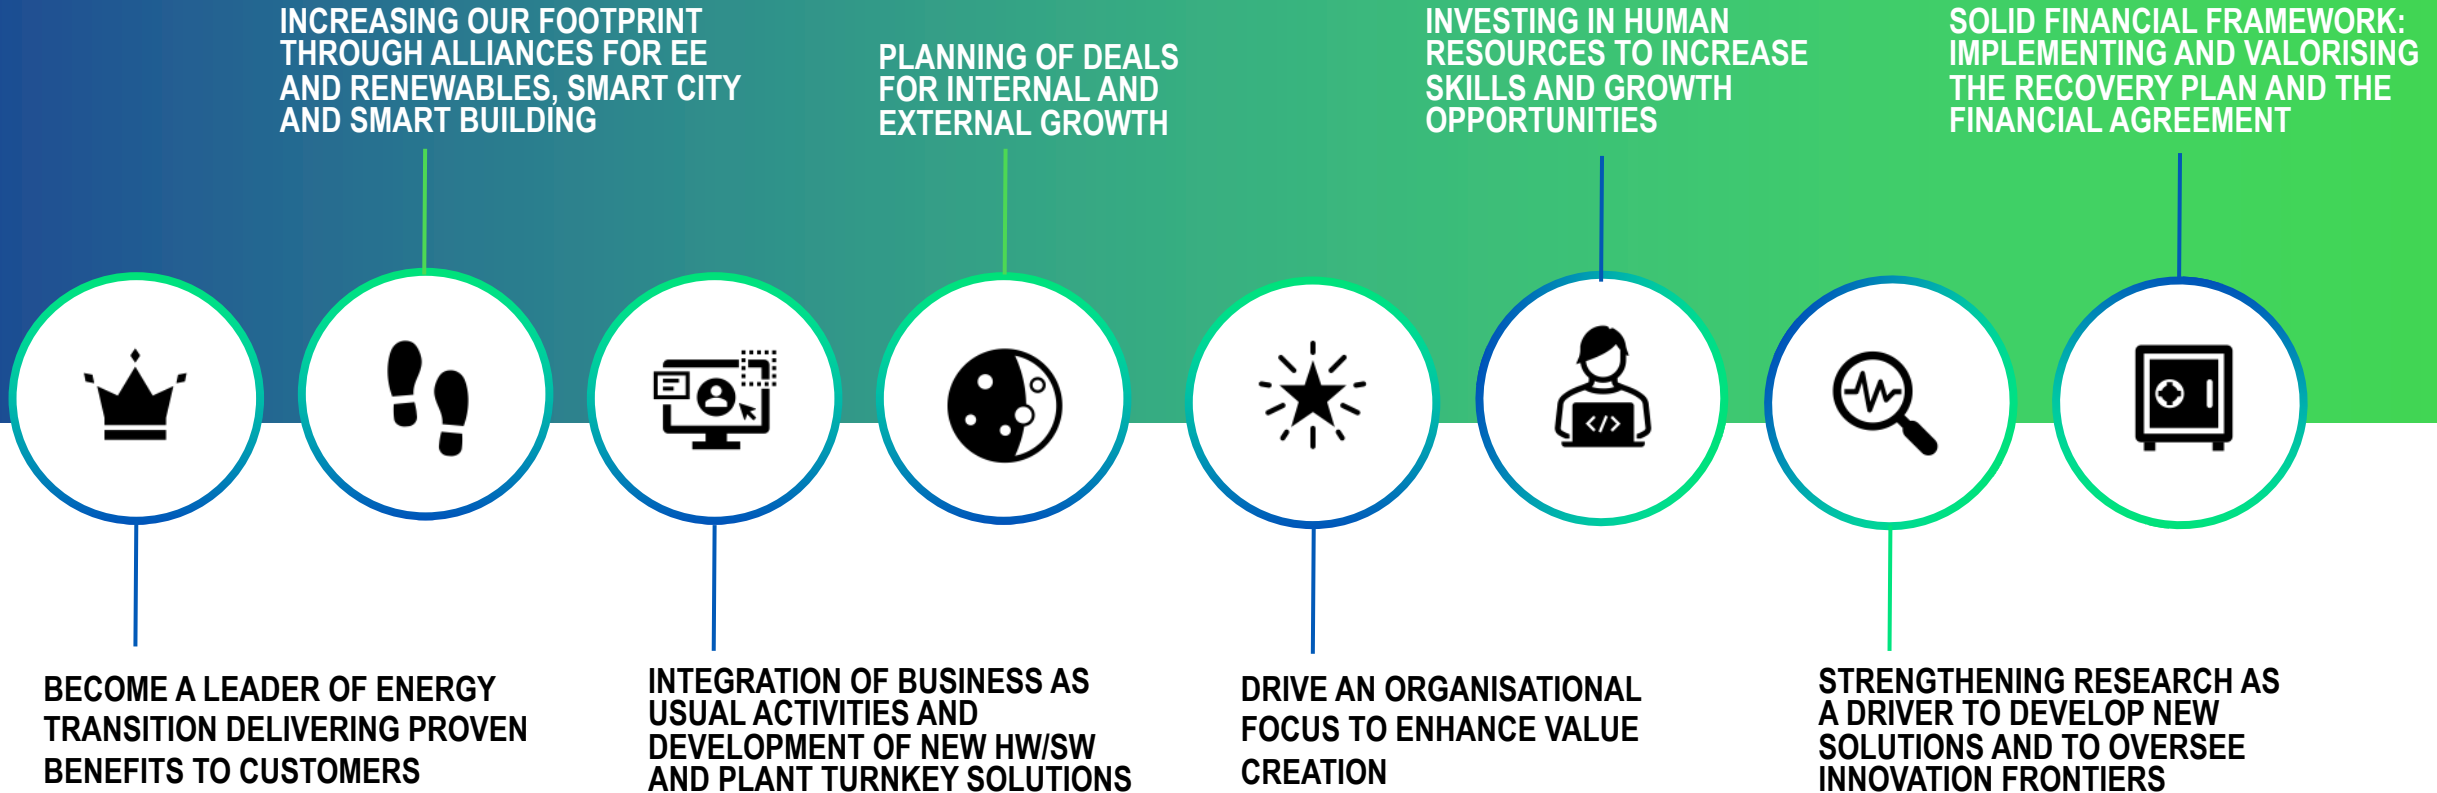 INCREASING OUR FOOTPRINT
THROUGH ALLIANCES FOR EE
AND RENEWABLES, SMART CITY
AND SMART BUILDING
PLANNING OF DEALS
FOR INTERNAL AND
EXTERNAL GROWTH
INVESTING IN HUMAN
RESOURCES TO INCREASE
SKILLS AND GROWTH
OPPORTUNITIES
SOLID FINANCIAL FRAMEWORK:
IMPLEMENTING AND VALORISING
THE RECOVERY PLAN AND THE
FINANCIAL AGREEMENT
</>
BECOME A LEADER OF ENERGY
TRANSITION DELIVERING PROVEN
BENEFITS TO CUSTOMERS
INTEGRATION OF BUSINESS AS
USUAL ACTIVITIES AND
DEVELOPMENT OF NEW HW/SW
AND PLANT TURNKEY SOLUTIONS
DRIVE AN ORGANISATIONAL
FOCUS TO ENHANCE VALUE
CREATION
STRENGTHENING RESEARCH AS
A DRIVER TO DEVELOP NEW
SOLUTIONS AND TO OVERSEE
INNOVATION FRONTIERS